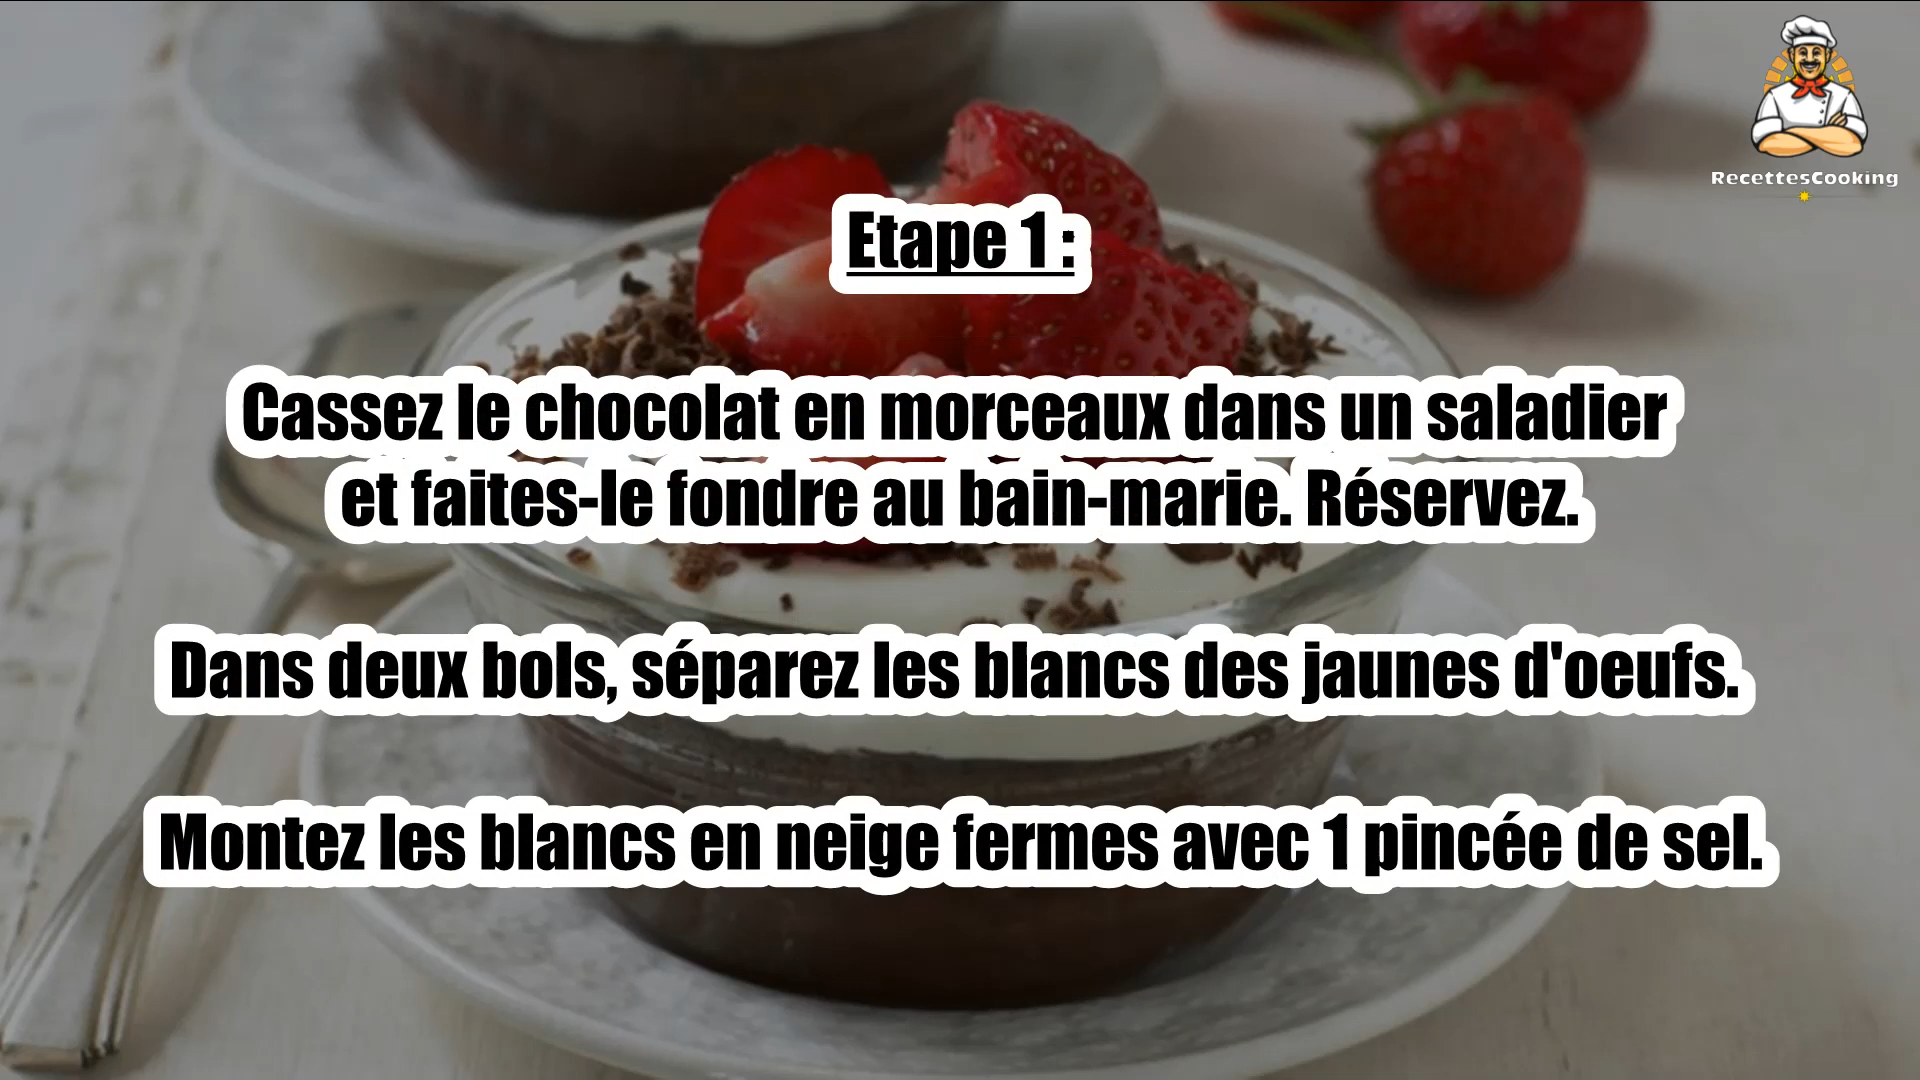 RecettesCooking
Etape 1 :
Cassez le chocolat en morceaux dans un saladier
et faites-le fondre au bain-marie. Réservez.
Dans deux bols, séparez les blancs des jaunes d'oeufs.
Montez les blancs en neige fermes avec 1 pincée de sel.